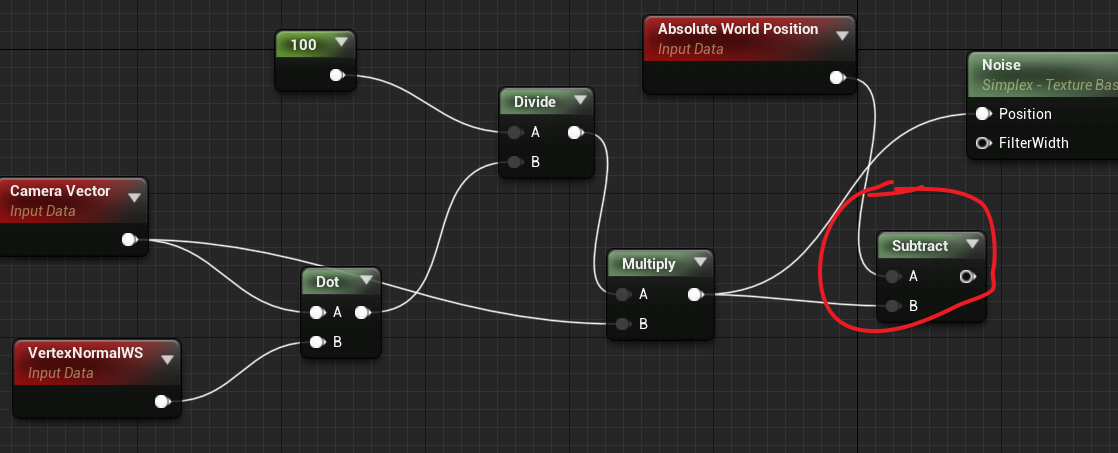 100
Absolute World Position
Input Data
Noise
Simplex - Texture Bas
Position
FilterWidth
Divide
A
B
Camera Vector
Input Data
Subtract
A
B
Multiply
A
B
Dot
A
B
VertexNormalWS
Input Data